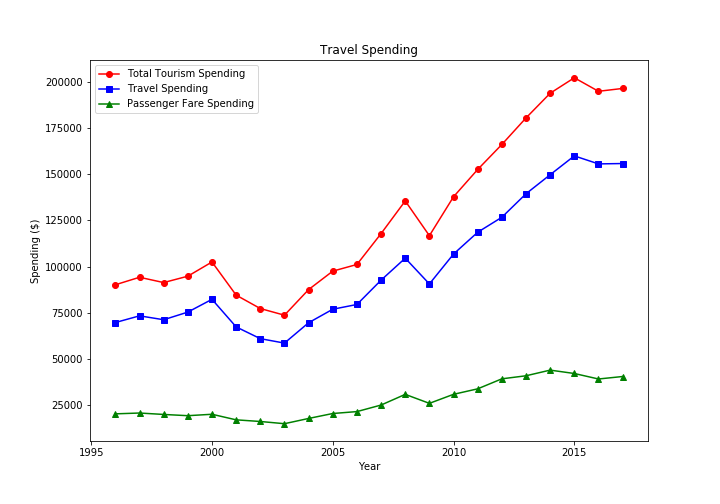 Travel Spending
Total Tourism Spending
Travel Spending
Passenger Fare Spending
Spending ($)
200000
175000
150000
125000
100000
75000
50000
25000
1995
2000
2005
2010
2015
Year